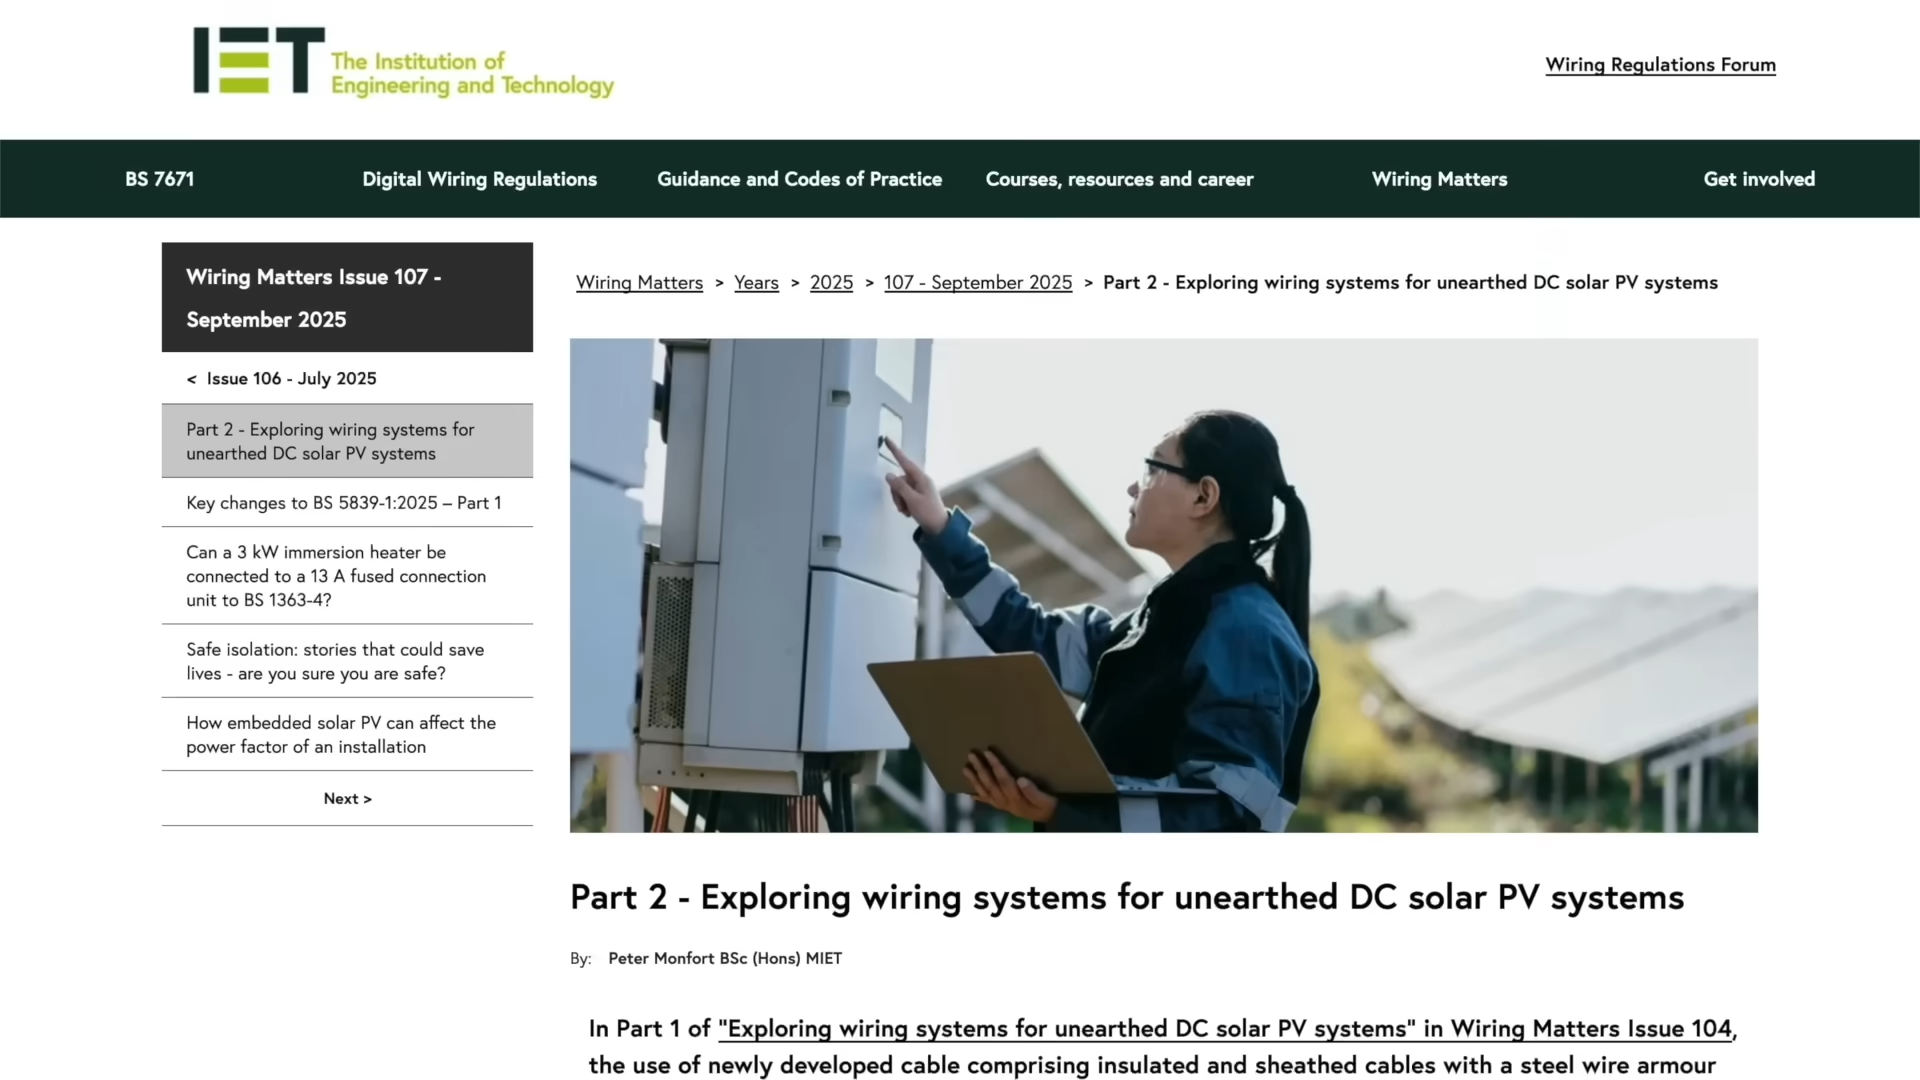 IET The Institution of
Engineering and Technology
Wiring Regulations Forum
BS 7671 Digital Wiring Regulations Guidance and Codes of Practice Courses, resources and career Wiring Matters Get involved
Wiring Matters Issue 107 -
September 2025
< Issue 106 - July 2025
Part 2 - Exploring wiring systems for
unearthed DC solar PV systems
Key changes to BS 5839-1:2025 – Part 1
Can a 3 kW immersion heater be
connected to a 13 A fused connection
unit to BS 1363-4?
Safe isolation: stories that could save
lives - are you sure you are safe?
How embedded solar PV can affect the
power factor of an installation
Next >
Wiring Matters > Years > 2025 > 107 - September 2025 > Part 2 - Exploring wiring systems for unearthed DC solar PV systems
Part 2 - Exploring wiring systems for unearthed DC solar PV systems
By: Peter Monfort BSc (Hons) MIET
In Part 1 of "Exploring wiring systems for unearthed DC solar PV systems" in Wiring Matters Issue 104,
the use of newly developed cable comprising insulated and sheathed cables with a steel wire armour